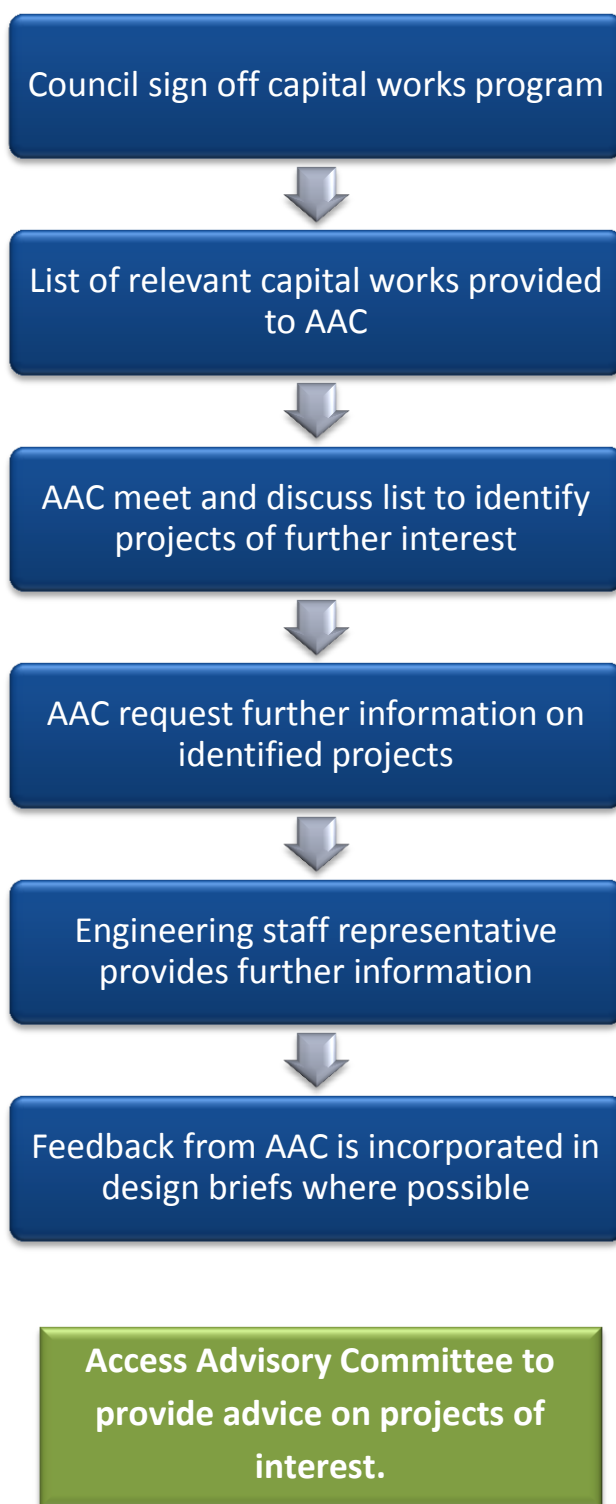 Council sign off capital works program
List of relevant capital works provided
to AAC
AAC meet and discuss list to identify
projects of further interest
AAC request further information on
identified projects
Engineering staff representative
provides further information
Feedback from AAC is incorporated in
design briefs where possible
Access Advisory Committee to
provide advice on projects of
interest.